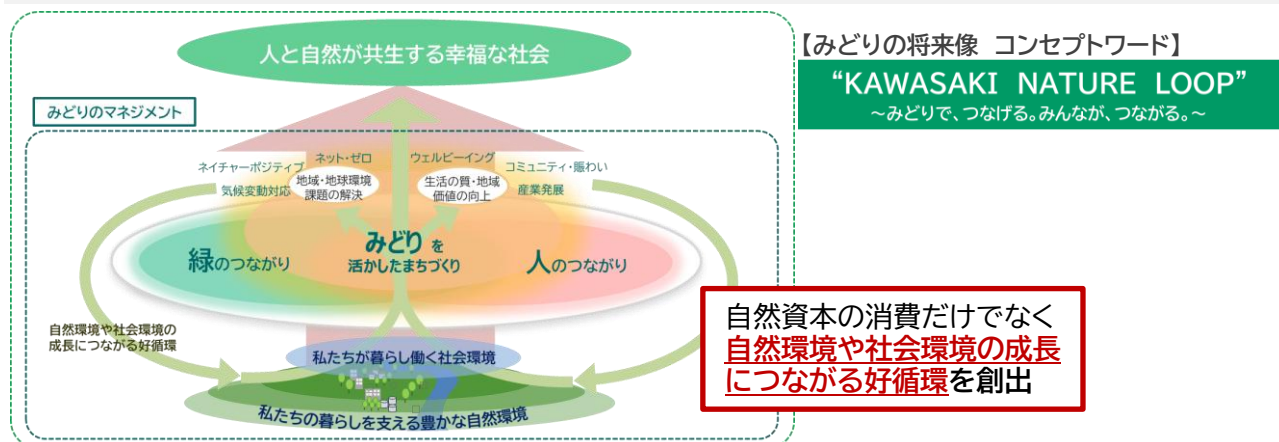 人と自然が共生する幸福な社会
みどりのマネジメント
ネイチャーポジティブ
ネット・ゼロ
ウェルビーイング
コミュニティ・賑わい
気候変動対応
地域・地球環境
課題の解決
生活の質・地域
価値の向上
産業発展
緑のつながり
みどりを
活かしたまちづくり
人のつながり
自然環境や社会環境の
成長につながる好循環
私たちが暮らし働く社会環境
私たちの暮らしを支える豊かな自然環境
【みどりの将来像 コンセプトワード】
“KAWASAKI NATURE LOOP”
～みどりで、つなげる。みんなが、つながる。～
自然資本の消費だけでなく
自然環境や社会環境の成長
につながる好循環を創出